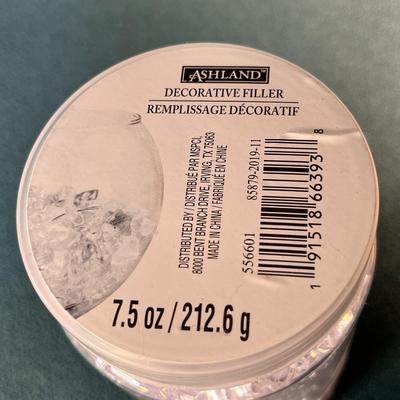 ASHLAND™
DECORATIVE FILLER
REMPLISSAGE DÉCORATIF
DISTRIBUTED BY / DISTRIBUÉ PAR MSPCI,
8000 BENT BRANCH DRIVE, IRVING, TX 75063
MADE IN CHINA / FABRIQUÉ EN CHINE
85879-2019-11
556601
1 91518 66393 8
7.5 oz / 212.6 g